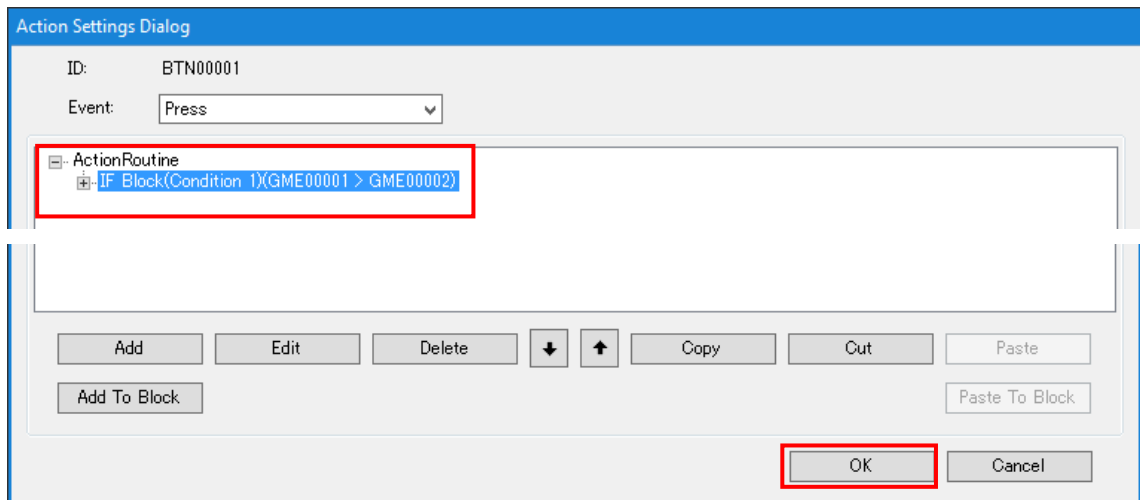 Action Settings Dialog
ID: BTN00001
Event: Press
ActionRoutine
IF Block(Condition 1)(GME00001 > GME00002)
Add Edit Delete Copy Cut Paste
Add To Block Paste To Block
OK Cancel